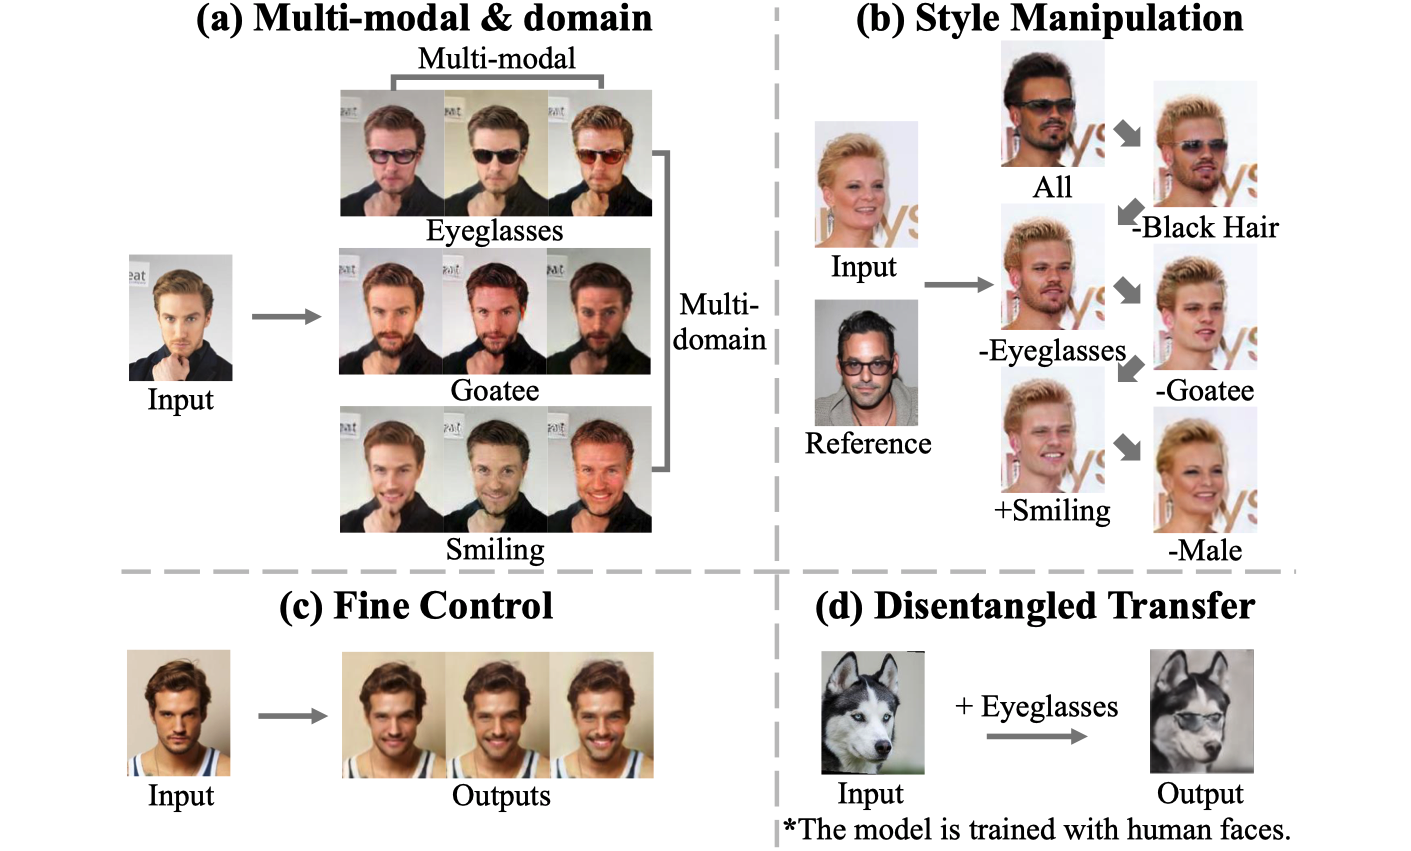 (a) Multi-modal & domain
Multi-modal
Eyeglasses
Multi-
domain
Input
Goatee
Smiling
(b) Style Manipulation
Input
Reference
All
-Black Hair
-Eyeglasses
-Goatee
+Smiling
-Male
(c) Fine Control
Input
Outputs
(d) Disentangled Transfer
+ Eyeglasses
Input
Output
*The model is trained with human faces.
eat